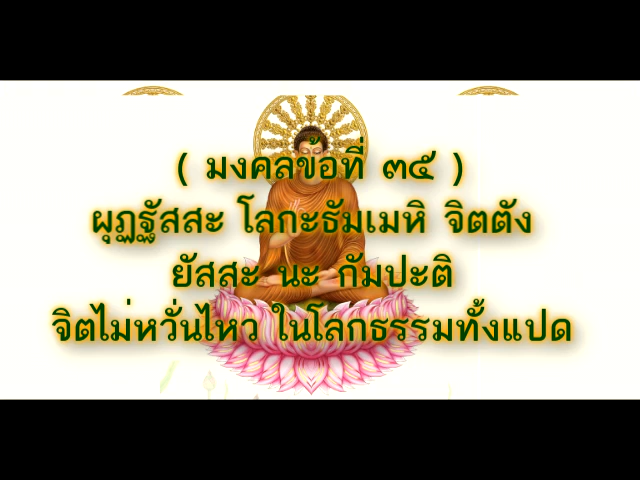 ( มงคลข้อที่ ๓๕ )
ผุฏฐัสสะ โลกะธัมเมหิ จิตตัง
ยัสสะ นะ กัมปะติ
จิตไม่หวั่นไหว ในโลกธรรมทั้งแปด